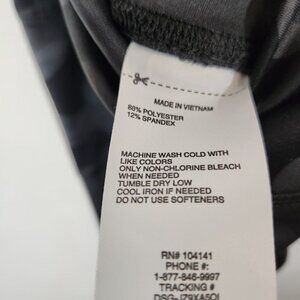 MADE IN VIETNAM
88% POLYESTER
12% SPANDEX
MACHINE WASH COLD WITH
LIKE COLORS
ONLY NON-CHLORINE BLEACH
WHEN NEEDED
TUMBLE DRY LOW
COOL IRON IF NEEDED
DO NOT USE SOFTENERS
RN# 104141
PHONE #:
1-877-846-9997
TRACKING #